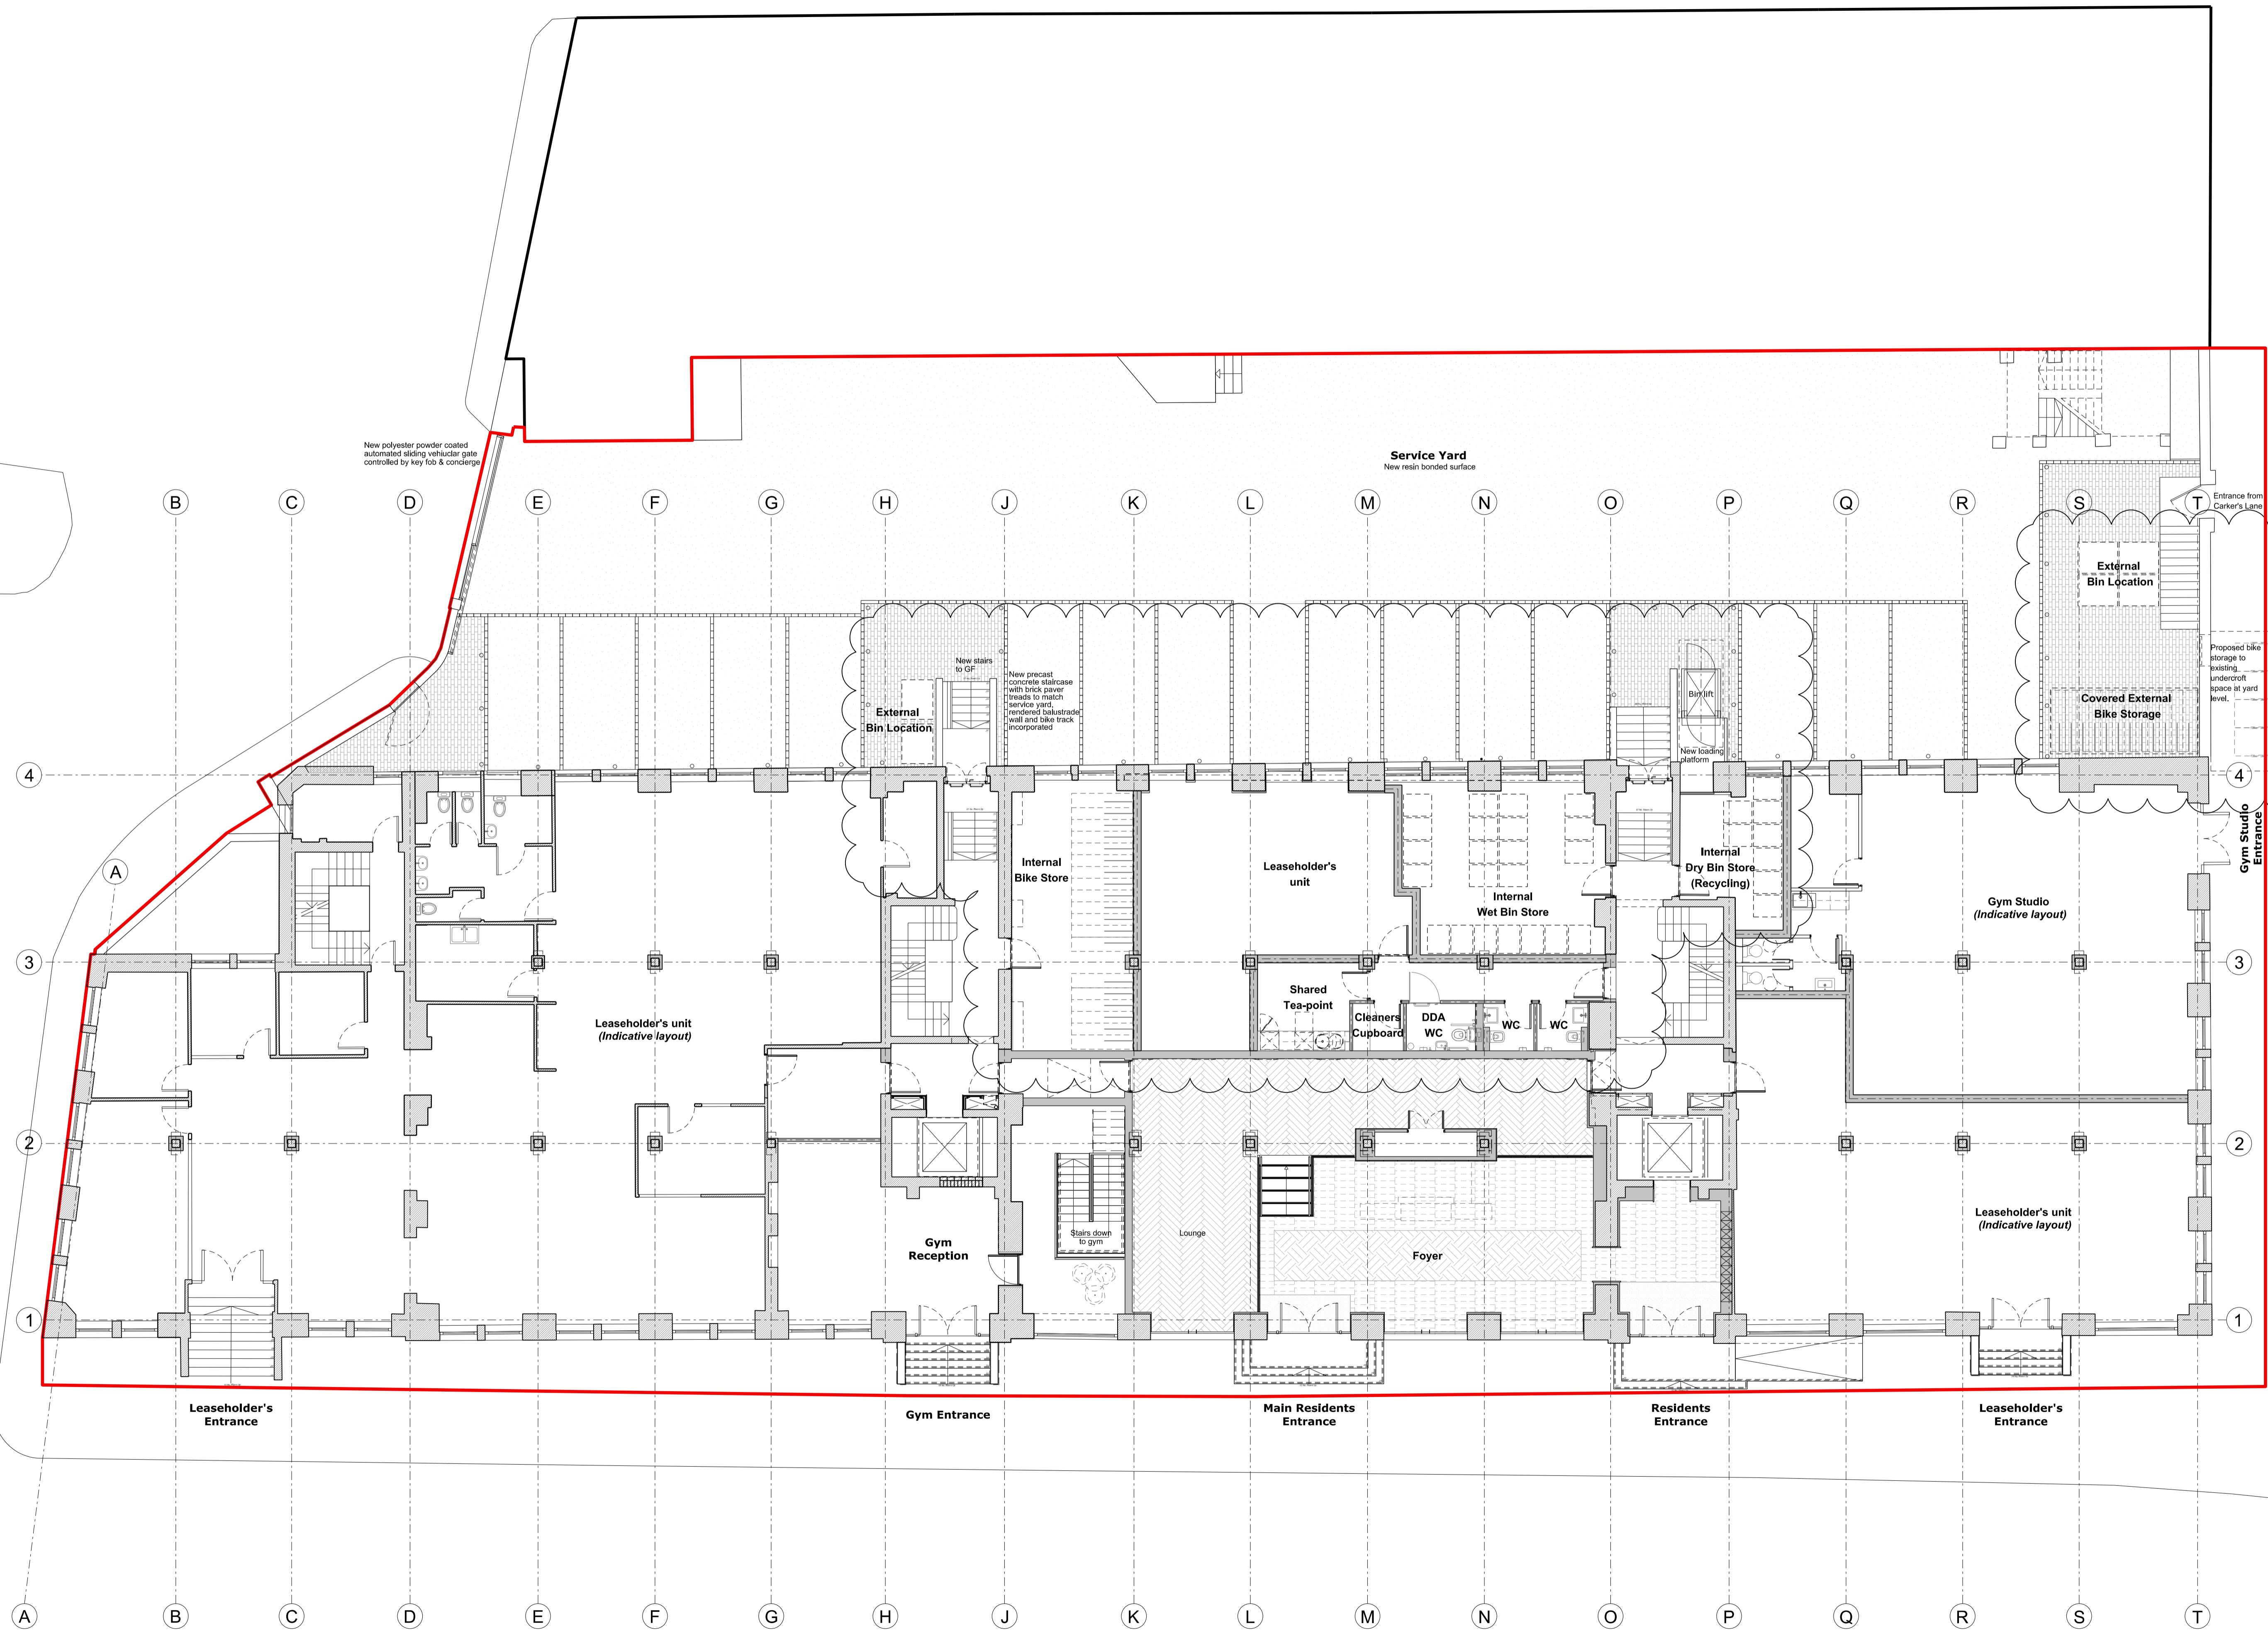 New polyester powder coated
automated sliding vehiuclar gate
controlled by key fob & concierge
Service Yard
New resin bonded surface
B
C
D
E
F
G
H
J
K
L
M
N
O
P
Q
R
S
T
Entrance from
Carker's Lane
External
Bin Location
New stairs
to GF
New precast
concrete staircase
with brick paver
treads to match
service yard,
rendered balustrade
wall and bike track
incorporated
External
Bin Location
Bin lift
New loading
platform
Proposed bike
storage to
existing
undercroft
space at yard
level.
Covered External
Bike Storage
4
4
Gym Studio
Entrance
A
Internal
Bike Store
Leaseholder's
unit
Internal
Wet Bin Store
Internal
Dry Bin Store
(Recycling)
Gym Studio
(Indicative layout)
3
3
Leaseholder's unit
(Indicative layout)
Shared
Tea-point
Cleaners
Cupboard
DDA
WC
WC
WC
2
2
Gym
Reception
Stairs down
to gym
Lounge
Foyer
Leaseholder's unit
(Indicative layout)
1
1
Leaseholder's
Entrance
Gym Entrance
Main Residents
Entrance
Residents
Entrance
Leaseholder's
Entrance
A
B
C
D
E
F
G
H
J
K
L
M
N
O
P
Q
R
S
T